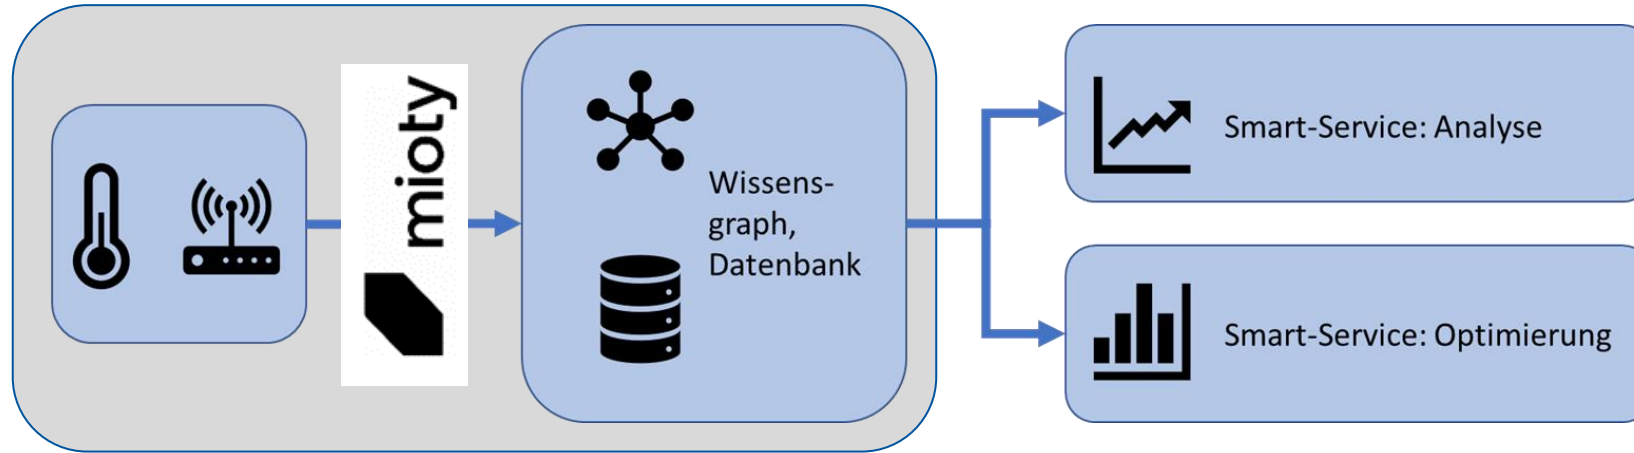 mioty
Wissens-
graph,
Datenbank
Smart-Service: Analyse
Smart-Service: Optimierung